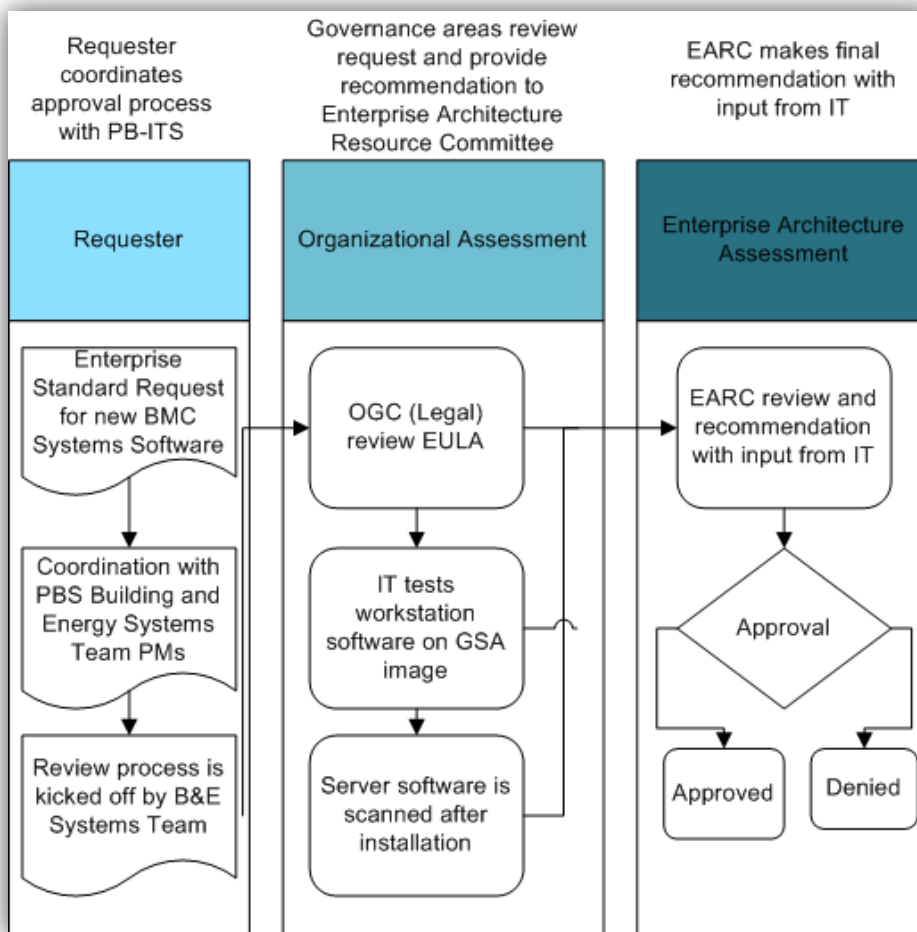 Requester
coordinates
approval process
with PB-ITS
Governance areas review
request and provide
recommendation to
Enterprise Architecture
Resource Committee
EARC makes final
recommendation with
input from IT
Requester
Organizational Assessment
Enterprise Architecture
Assessment
Enterprise
Standard Request
for new BMC
Systems Software
Coordination with
PBS Building and
Energy Systems
Team PMs
Review process is
kicked off by B&E
Systems Team
OGC (Legal)
review EULA
IT tests
workstation
software on GSA
image
Server software is
scanned after
installation
EARC review and
recommendation
with input from IT
Approval
Approved
Denied